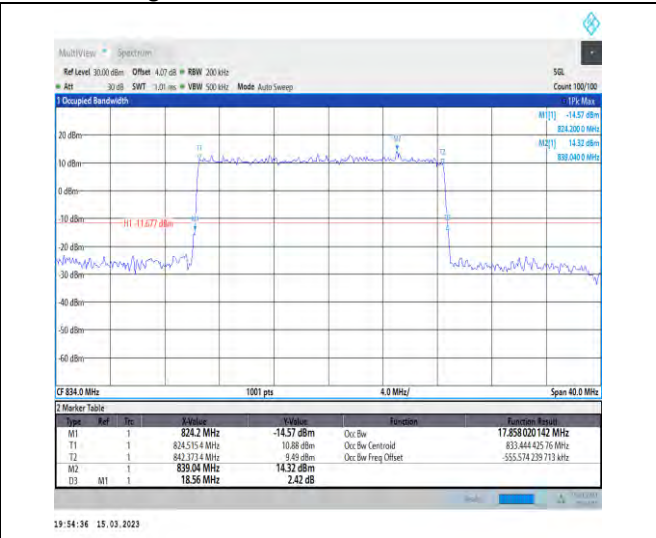 MultiView Spectrum
Ref Level 30.00 dBm Offset 4.07 dB RBW 200 kHz SGL
Att 30 dB SWT 1.01 ms VBW 500 kHz Mode Auto Sweep Count 100/100
1 Occupied Bandwidth 1Pk Max
M1[1] -14.57 dBm
824.200 0 MHz
20 dBm M2[1] 14.32 dBm
T1 T2
10 dBm 839.040 0 MHz
0 dBm
-10 dBm
H1 -11.677 dBm
-20 dBm
-30 dBm
-40 dBm
-50 dBm
-60 dBm
CF 834.0 MHz 1001 pts 4.0 MHz/ Span 40.0 MHz
2 Marker Table
Type Ref Trc X-Value Y-Value Function Function Result
M1 1 824.2 MHz -14.57 dBm Occ Bw 17.858 020 142 MHz
T1 1 824.515 4 MHz 10.88 dBm Occ Bw Centroid 833.444 425 76 MHz
T2 1 842.373 4 MHz 9.49 dBm Occ Bw Freq Offset -555.574 239 713 kHz
M2 1 839.04 MHz 14.32 dBm
D3 M1 1 18.56 MHz 2.42 dB
19:54:36 15.03.2023